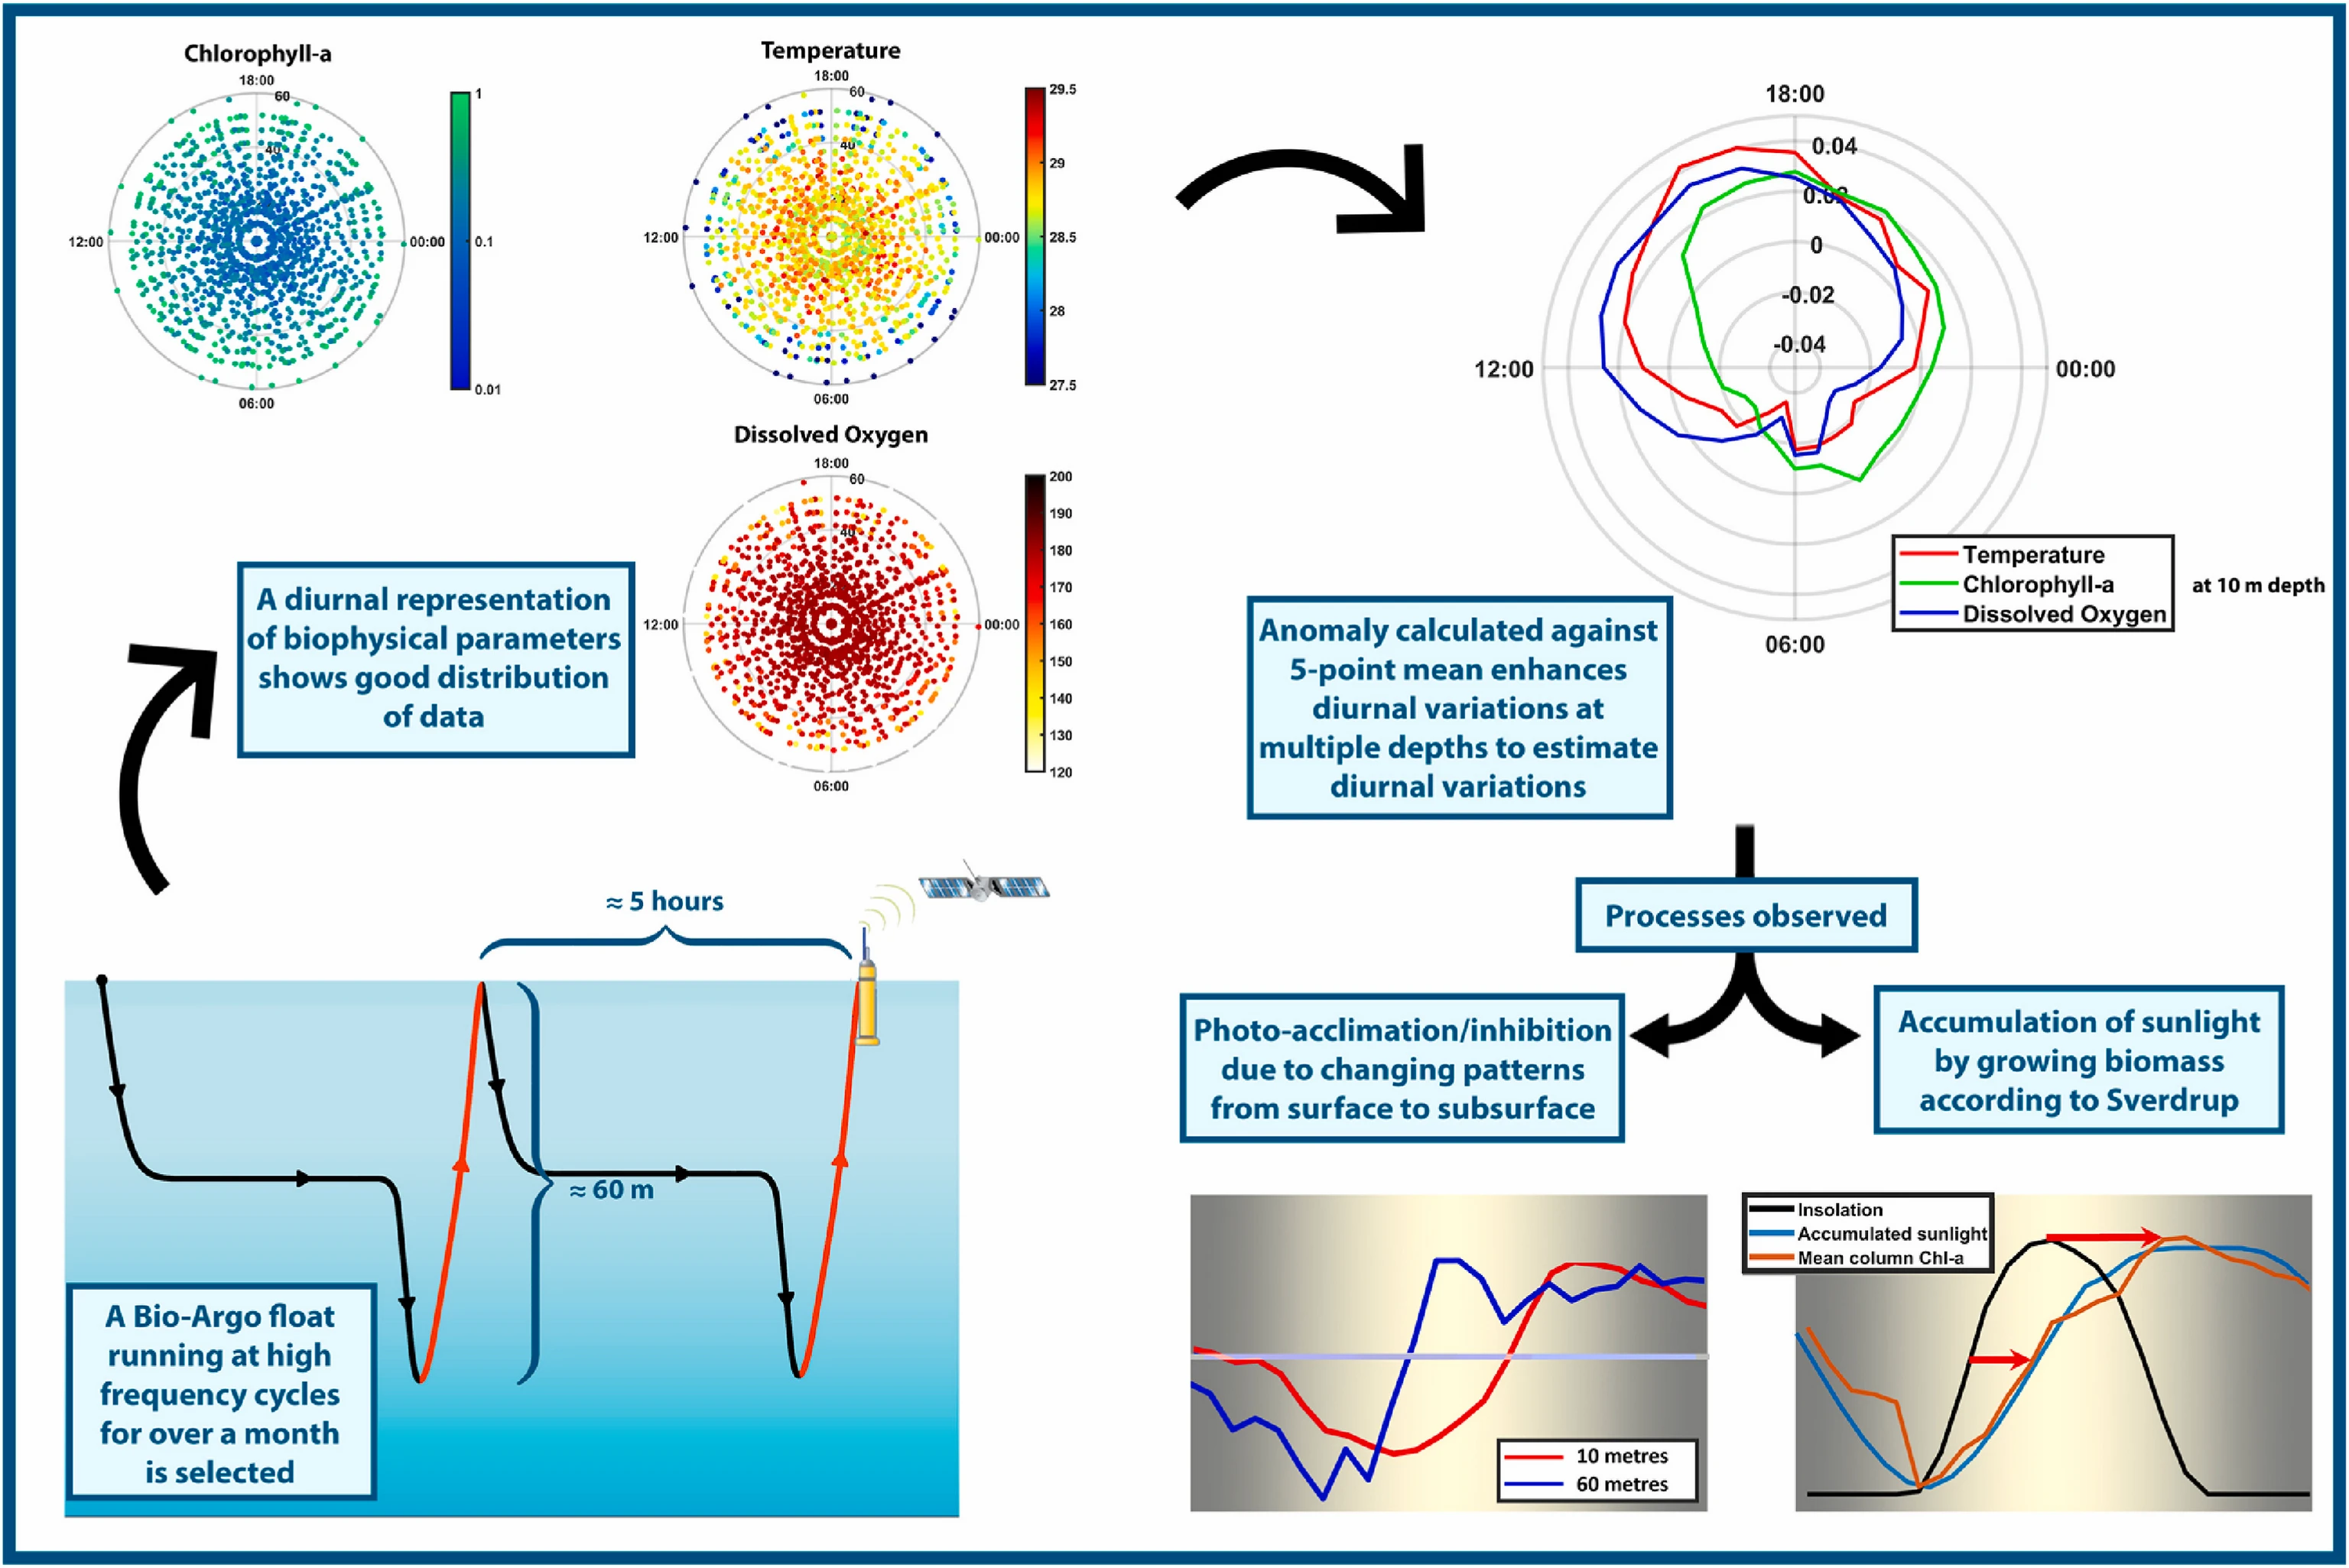 Chlorophyll-a
18:00
60
40
12:00
00:00
06:00
1
0.1
0.01
Temperature
18:00
60
40
12:00
00:00
06:00
29.5
29
28.5
28
27.5
Dissolved Oxygen
18:00
60
40
12:00
00:00
06:00
200
190
180
170
160
150
140
130
120
A diurnal representation
of biophysical parameters
shows good distribution
of data
≈ 5 hours
≈ 60 m
A Bio-Argo float
running at high
frequency cycles
for over a month
is selected
18:00
0.04
0.02
0
-0.02
-0.04
12:00
00:00
06:00
Temperature
Chlorophyll-a
Dissolved Oxygen
at 10 m depth
Anomaly calculated against
5-point mean enhances
diurnal variations at
multiple depths to estimate
diurnal variations
Processes observed
Photo-acclimation/inhibition
due to changing patterns
from surface to subsurface
Accumulation of sunlight
by growing biomass
according to Sverdrup
10 metres
60 metres
Insolation
Accumulated sunlight
Mean column Chl-a